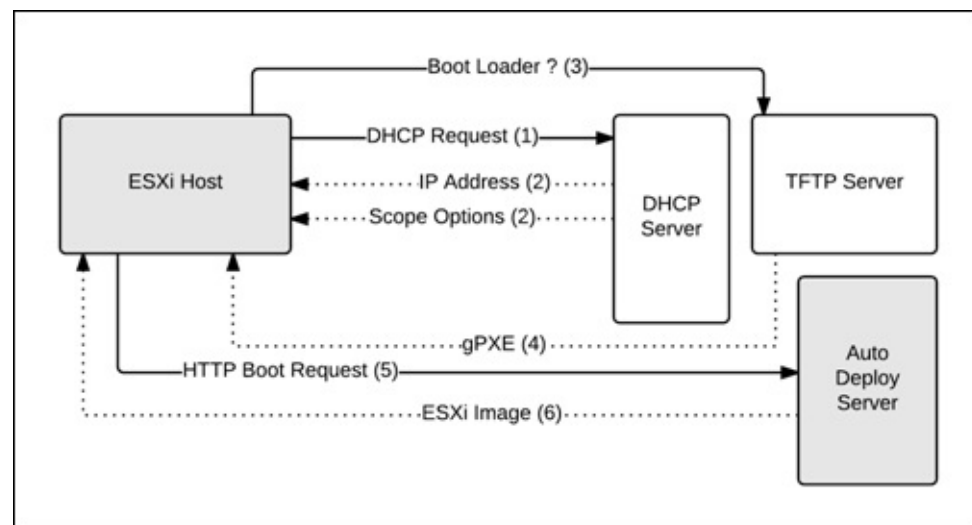 Boot Loader ? (3)
DHCP Request (1)
ESXi Host
IP Address (2)
TFTP Server
Scope Options (2)
DHCP
Server
gPXE (4)
HTTP Boot Request (5)
Auto
Deploy
Server
ESXi Image (6)